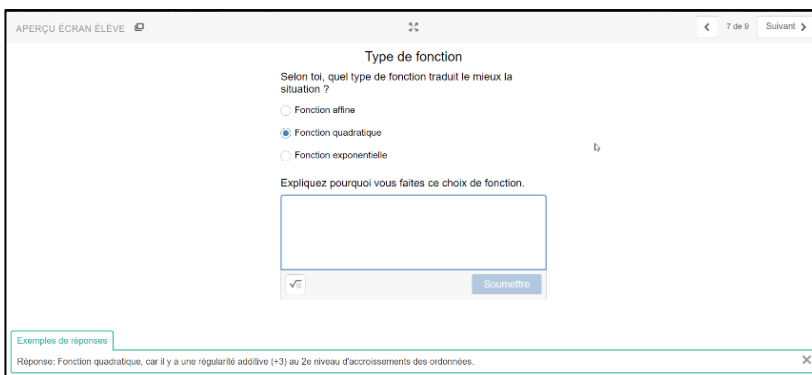 APERÇU ÉCRAN ÉLÈVE
7 de 9
Suivant
Type de fonction
Selon toi, quel type de fonction traduit le mieux la
situation ?
Fonction affine
Fonction quadratique
Fonction exponentielle
Expliquez pourquoi vous faites ce choix de fonction.
Soumettre
Exemples de réponses
Réponse: Fonction quadratique, car il y a une régularité additive (+3) au 2e niveau d'accroissements des ordonnées.